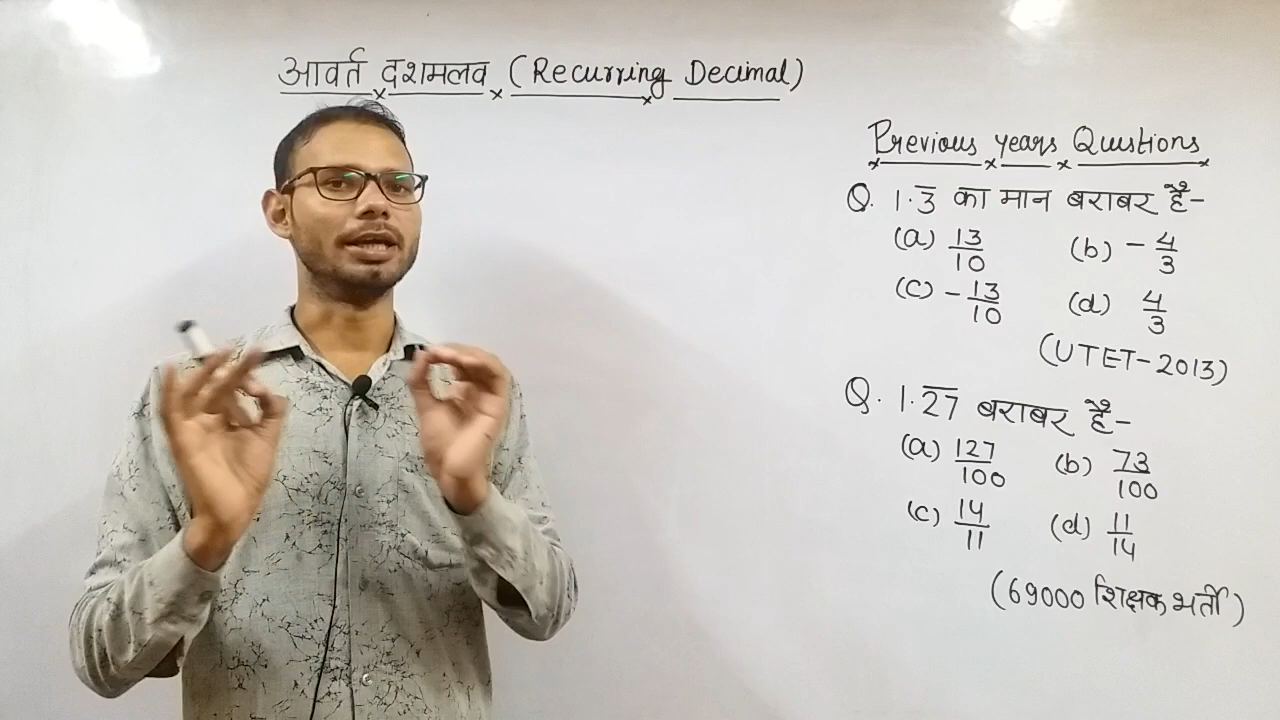 आवर्त दशमलव (Recurring Decimal)
Previous years Questions
Q. 1.3̅ का मान बराबर है-
(a) 13/10 (b) -4/3
(c) -13/10 (d) 4/3
(UTET-2013)
Q. 1.2̅7̅ बराबर है-
(a) 127/100 (b) 73/100
(c) 14/11 (d) 11/14
(69000 शिक्षक भर्ती)